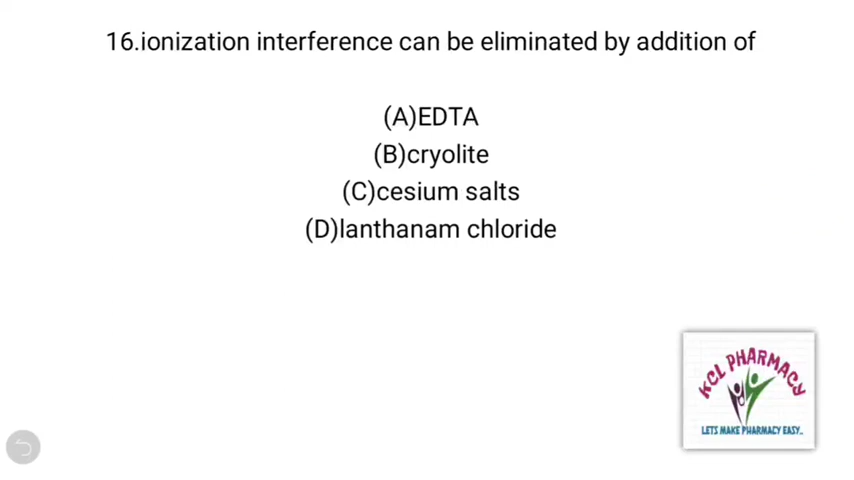 16.ionization interference can be eliminated by addition of
(A)EDTA
(B)cryolite
(C)cesium salts
(D)lanthanam chloride
KCL PHARMACY
LETS MAKE PHARMACY EASY..